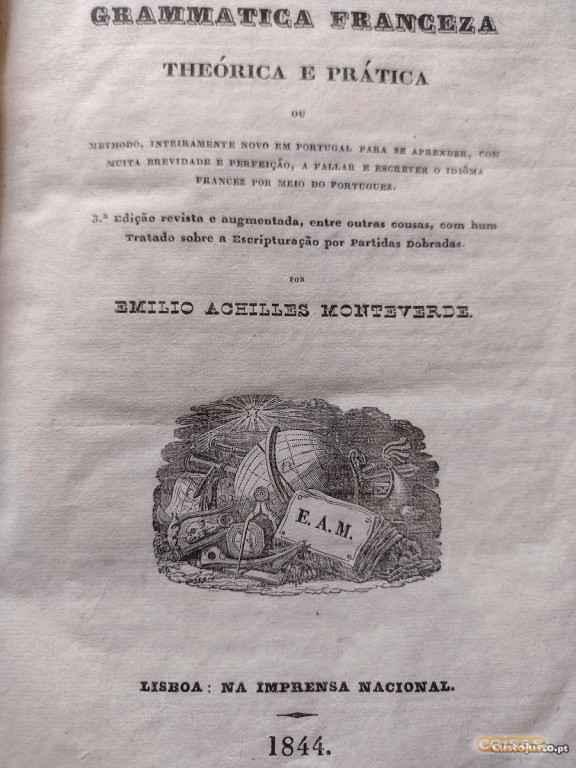 GRAMMATICA FRANCEZA
THEÓRICA E PRÁTICA
OU
METHODO, INTEIRAMENTE NOVO EM PORTUGAL PARA SE APRENDER, COM
MUITA BREVIDADE E PERFEIÇÃO, A FALLAR E ESCREVER O IDIÔMA
FRANCEZ POR MEIO DO PORTUGUEZ.
3.ª Edição revista e augmentada, entre outras cousas, com hum
Tratado sobre a Escripturação por Partidas Dobradas.
POR
EMILIO ACHILLES MONTEVERDE.
E. A. M.
LISBOA: NA IMPRENSA NACIONAL.
1844.
CustoJusto.pt